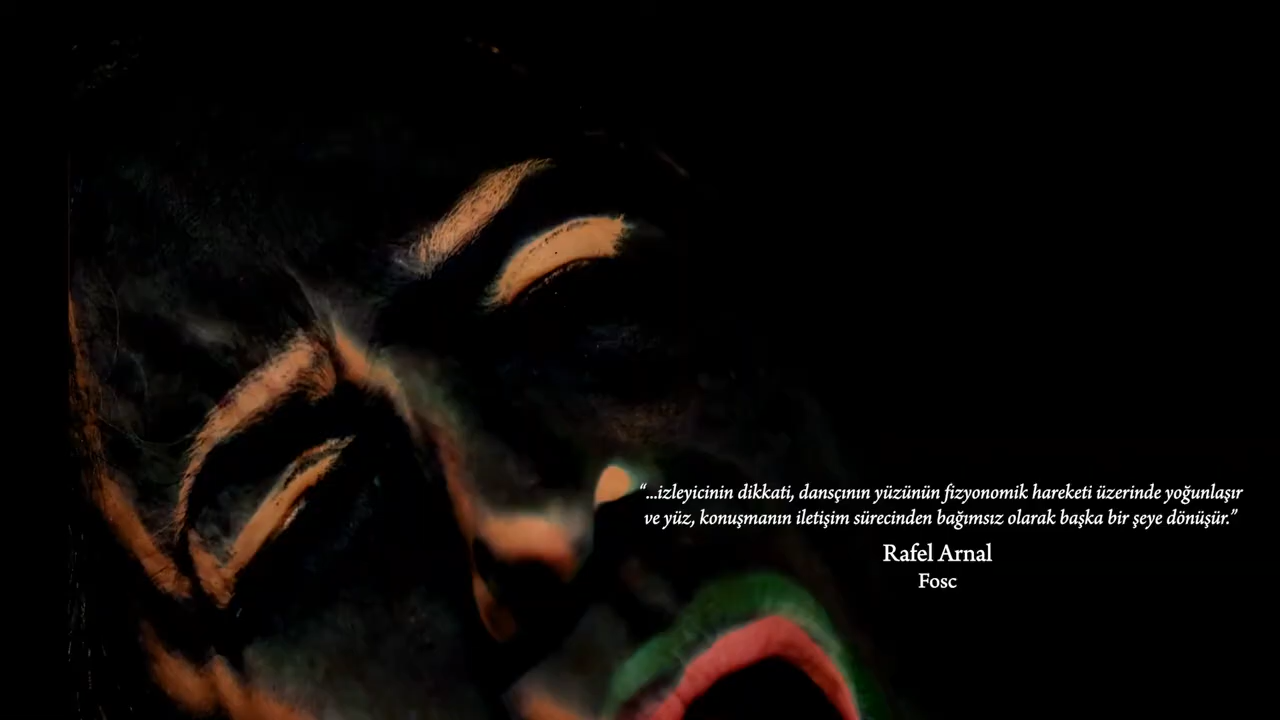 “...izleyicinin dikkati, dansçının yüzünün fizyonomik hareketi üzerinde yoğunlaşır
ve yüz, konuşmanın iletişim sürecinden bağımsız olarak başka bir şeye dönüşür.”
Rafel Arnal
Fosc